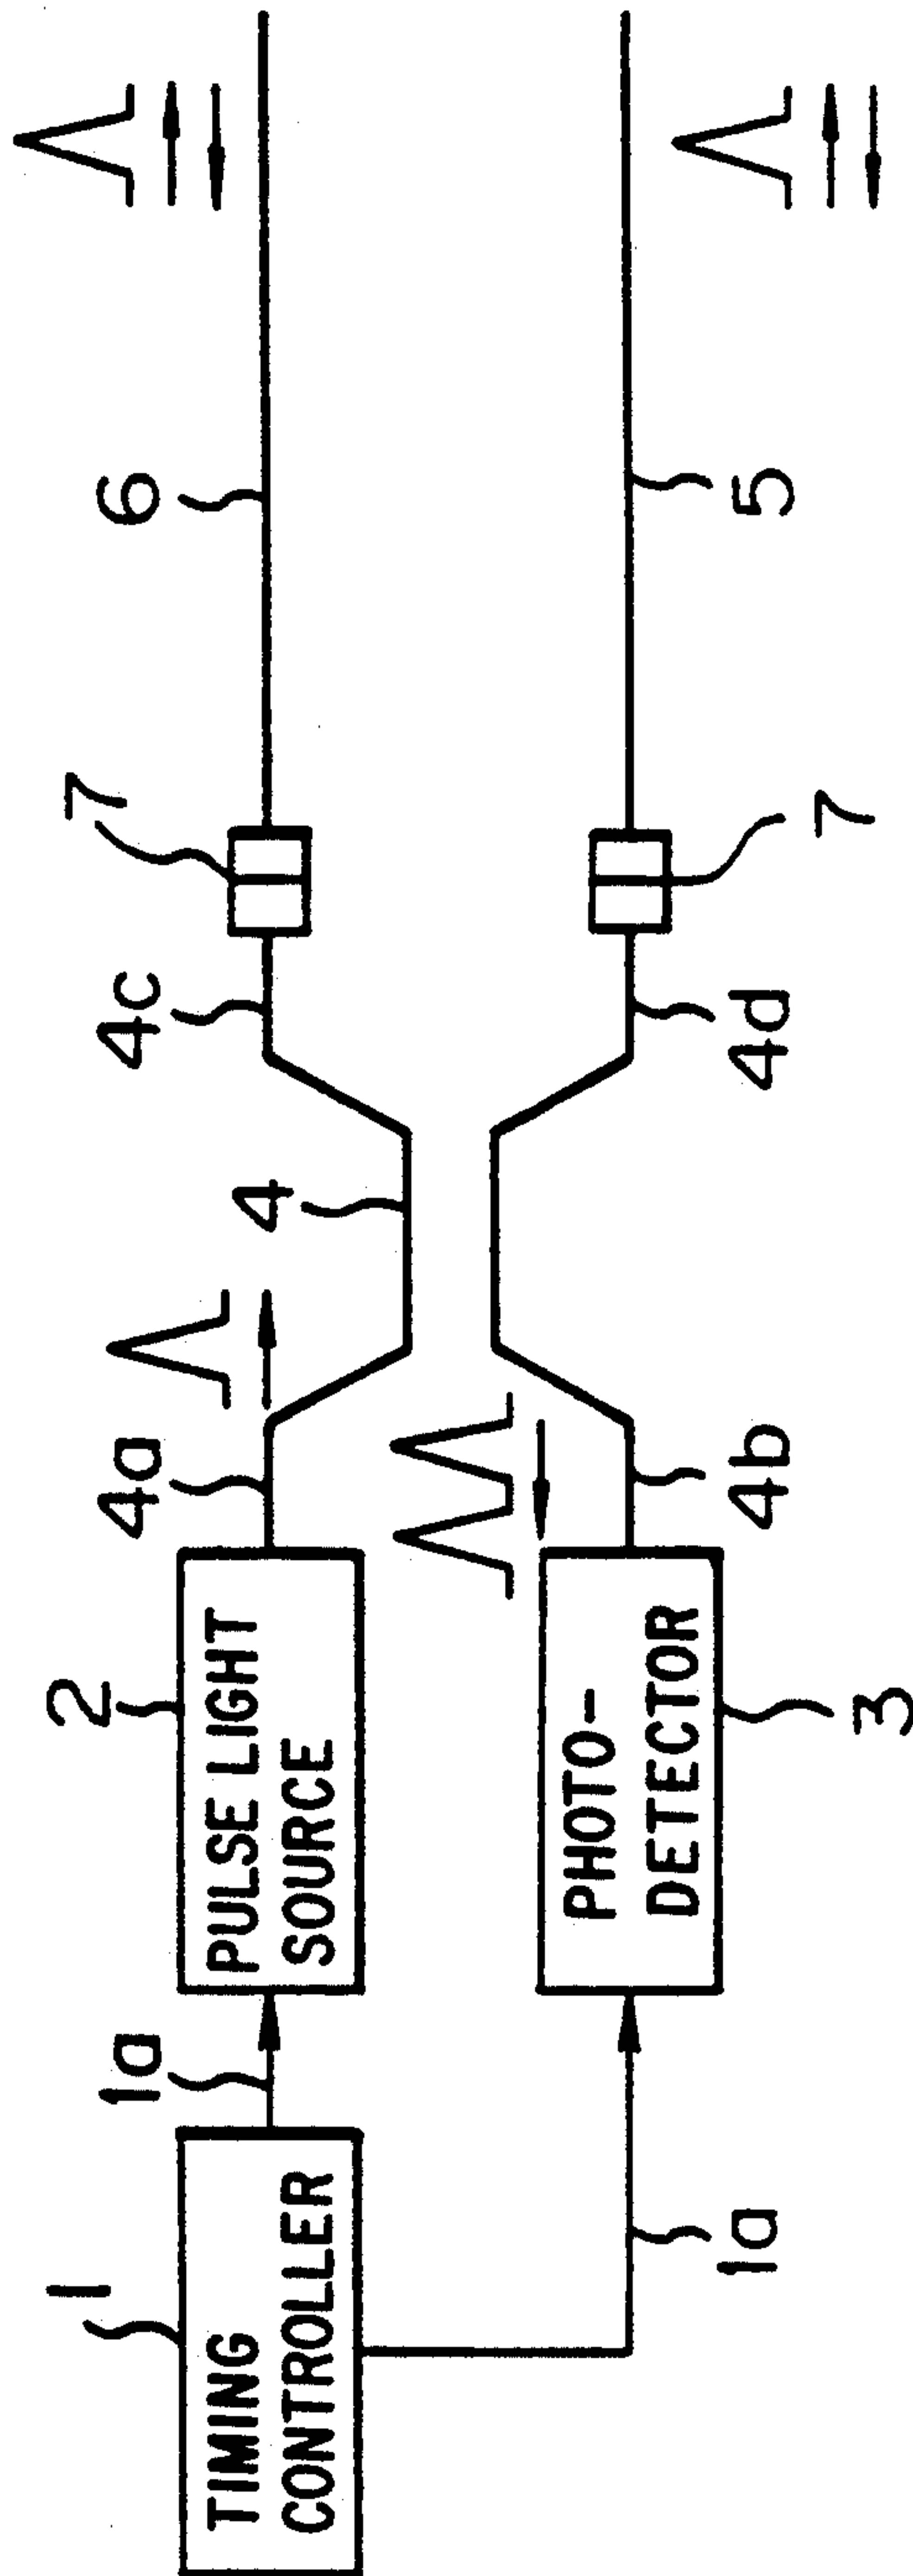 1
TIMING
CONTROLLER
1a
1a
2
PULSE LIGHT
SOURCE
3
PHOTO-
DETECTOR
4a
4b
4
4c
4d
7
7
6
5